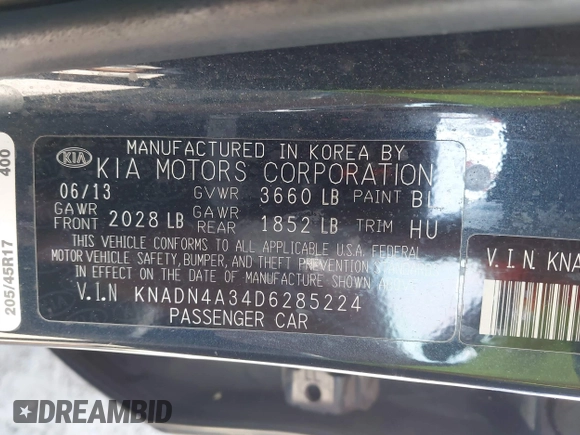 MANUFACTURED IN KOREA BY
KIA KIA MOTORS CORPORATION
06/13 GVWR 3660 LB PAINT
GAWR FRONT 2028 LB GAWR REAR 1852 LB TRIM HU
THIS VEHICLE CONFORMS TO ALL APPLICABLE U.S.A. FEDERAL
MOTOR VEHICLE SAFETY, BUMPER, AND THEFT PREVENTION
IN EFFECT ON THE DATE OF MANUFACTURE SHOWN
V.I.N KNADN4A34D6285224
PASSENGER CAR
205/45R17
400
V.I.N. KNA
DREAMBID